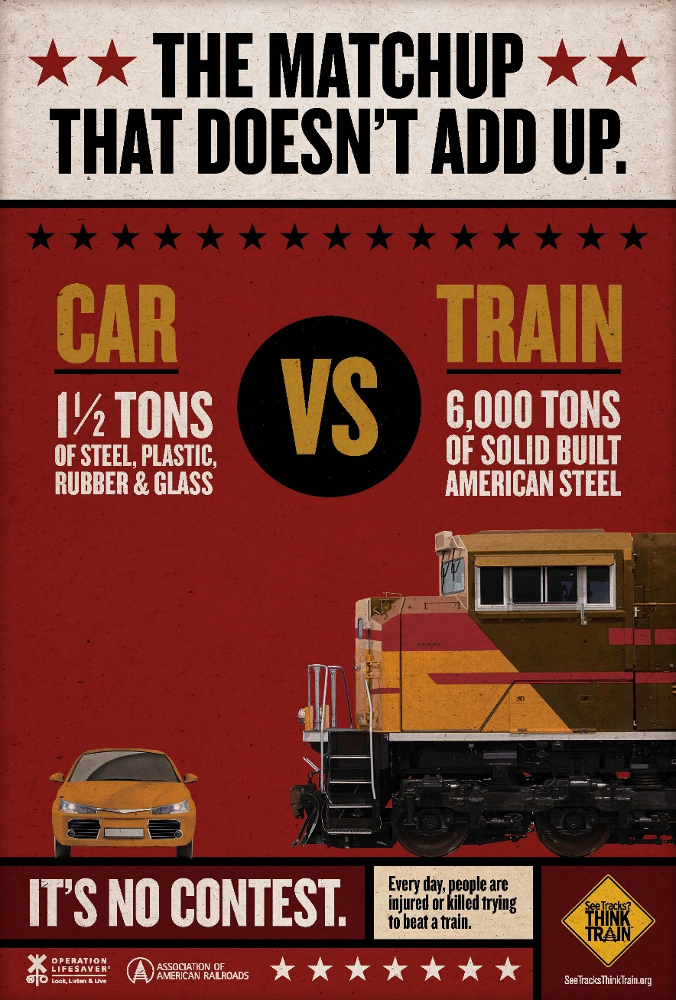 THE MATCHUP
THAT DOESN'T ADD UP.
CAR
TRAIN
VS
1½ TONS
OF STEEL, PLASTIC,
RUBBER & GLASS
6,000 TONS
OF SOLID BUILT
AMERICAN STEEL
IT'S NO CONTEST.
Every day, people are
injured or killed trying
to beat a train.
See Tracks?
THINK
TRAIN
SeeTracksThinkTrain.org
OPERATION
LIFESAVER
Look, Listen & Live
ASSOCIATION OF
AMERICAN RAILROADS